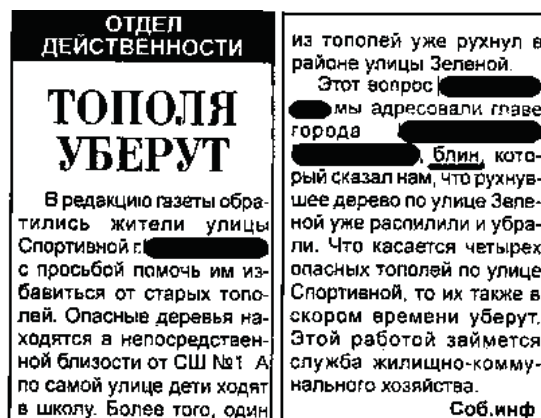 ОТДЕЛ
ДЕЙСТВЕННОСТИ
ТОПОЛЯ
УБЕРУТ
В редакцию газеты обра-
тились жители улицы
Спортивной г.
с просьбой помочь им из-
бавиться от старых топо-
лей. Опасные деревья на-
ходятся в непосредствен-
ной близости от СШ №1 А
по самой улице дети ходят
в школу. Более того, один
из тополей уже рухнул в
районе улицы Зеленой.
Этот вопрос
мы адресовали главе
города
, блин, кото-
рый сказал нам, что рухнув-
шее дерево по улице Зеле-
ной уже распилили и убра-
ли. Что касается четырех
опасных тополей по улице
Спортивной, то их также в
скором времени уберут.
Этой работой займется
служба жилищно-комму-
нального хозяйства.
Соб.инф